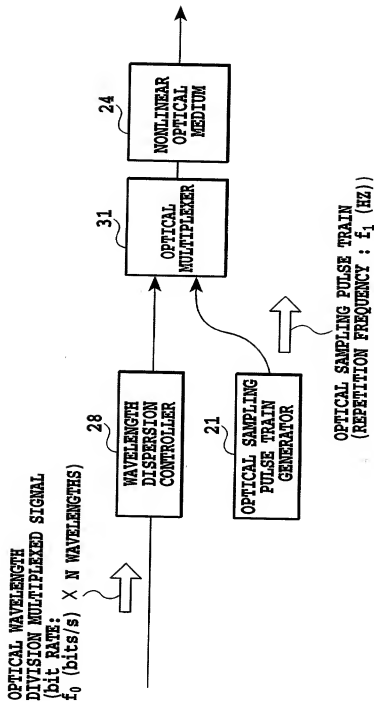 OPTICAL WAVELENGTH
DIVISION MULTIPLEXED SIGNAL
(bit RATE:
f₀ (bits/s) X N WAVELENGTHS)
28
WAVELENGTH
DISPERSION
CONTROLLER
21
OPTICAL SAMPLING
PULSE TRAIN
GENERATOR
31
OPTICAL
MULTIPLEXER
24
NONLINEAR
OPTICAL
MEDIUM
OPTICAL SAMPLING PULSE TRAIN
(REPETITION FREQUENCY : f₁ (HZ))